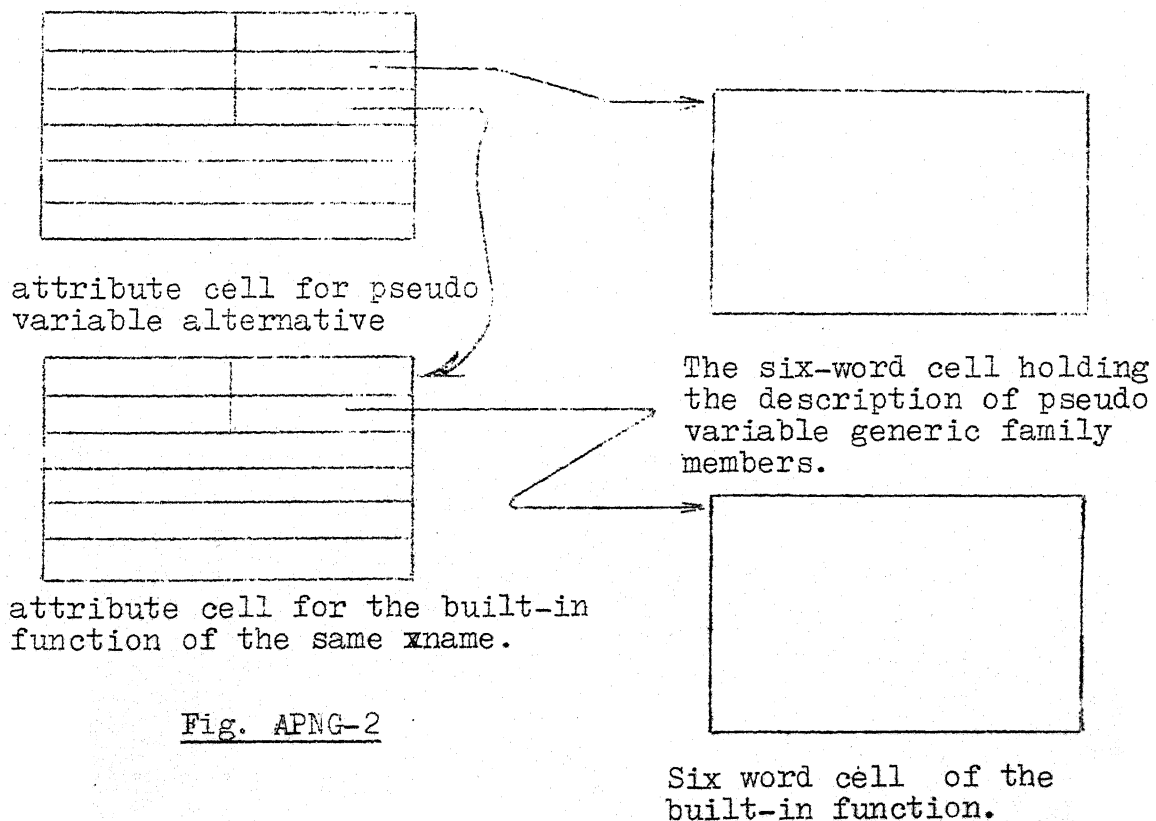 attribute cell for pseudo
variable alternative
The six-word cell holding
the description of pseudo
variable generic family
members.
attribute cell for the built-in
function of the same xname.
Fig. APNG-2
Six word cell of the
built-in function.